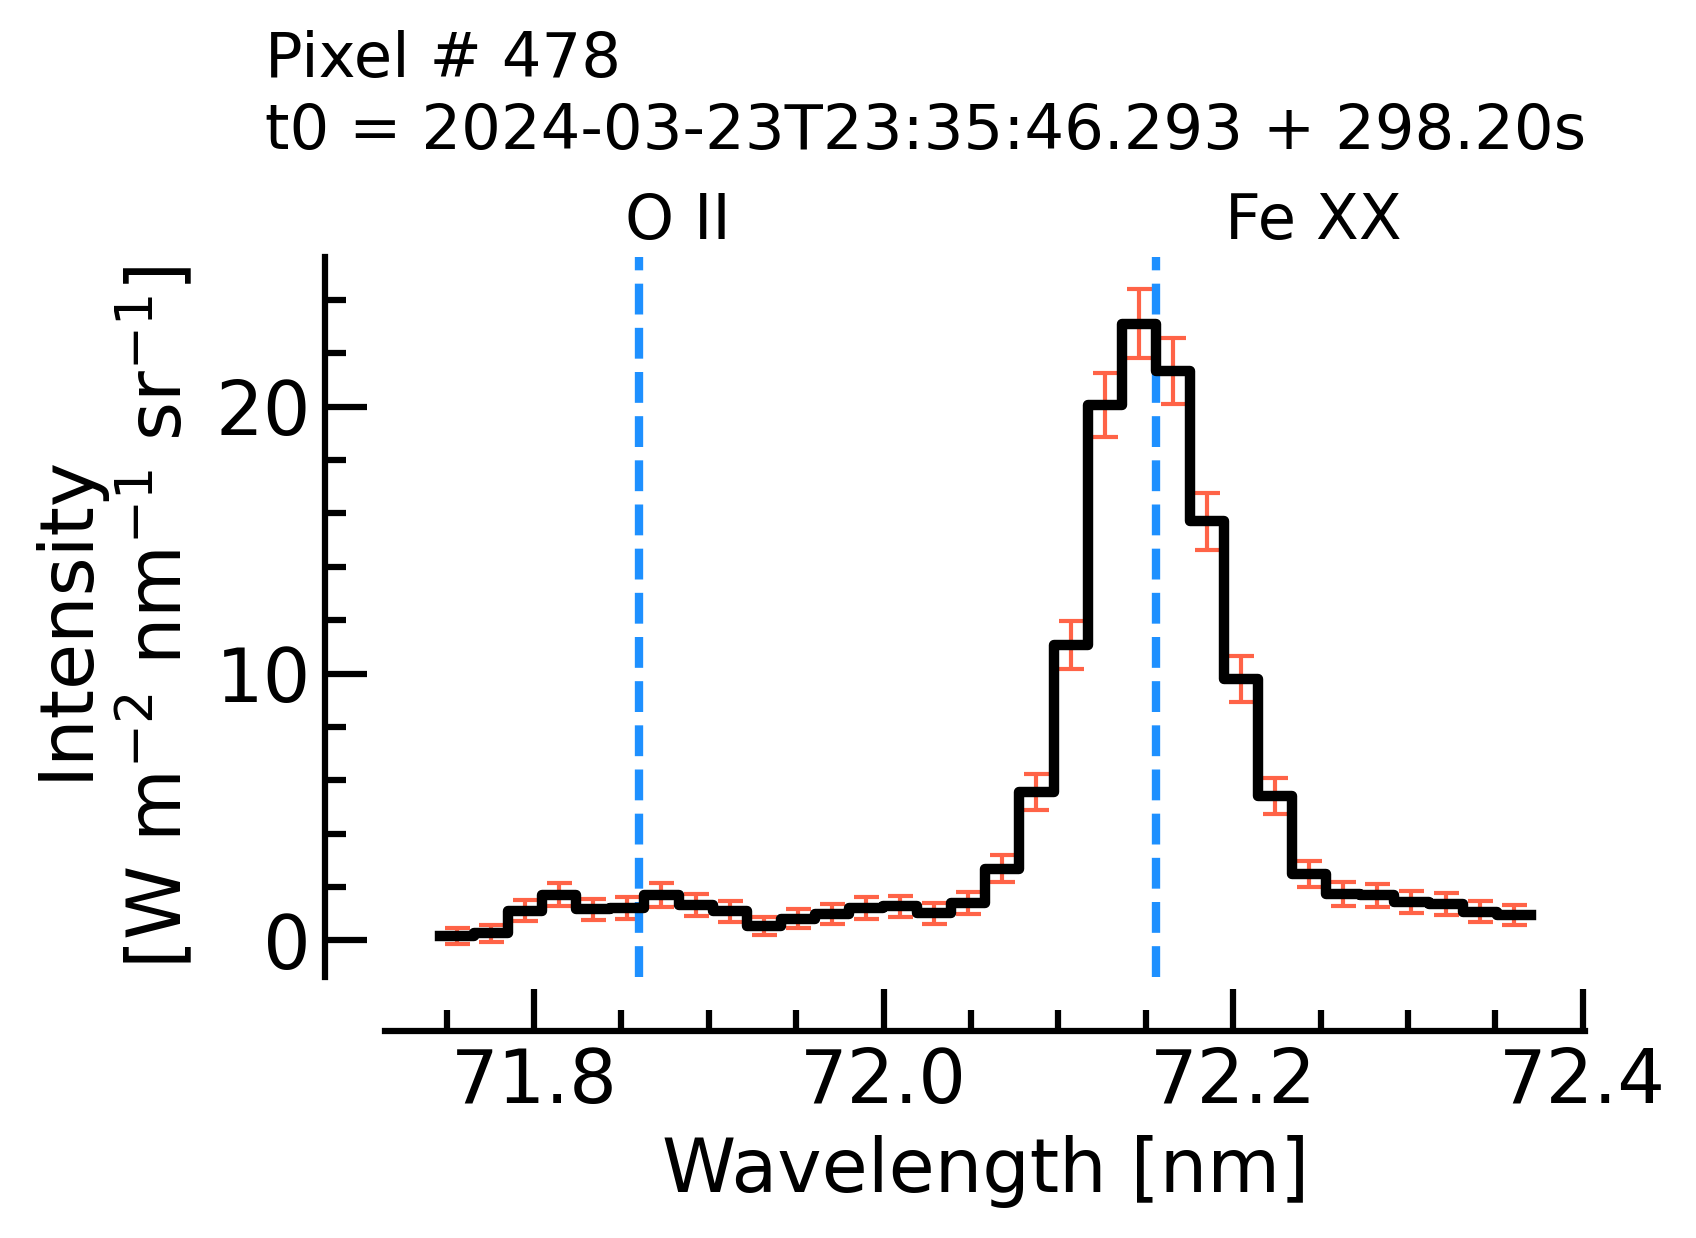 Pixel # 478
t0 = 2024-03-23T23:35:46.293 + 298.20s
O II
Fe XX
Intensity
[W m⁻² nm⁻¹ sr⁻¹]
20
10
0
71.8
72.0
72.2
72.4
Wavelength [nm]